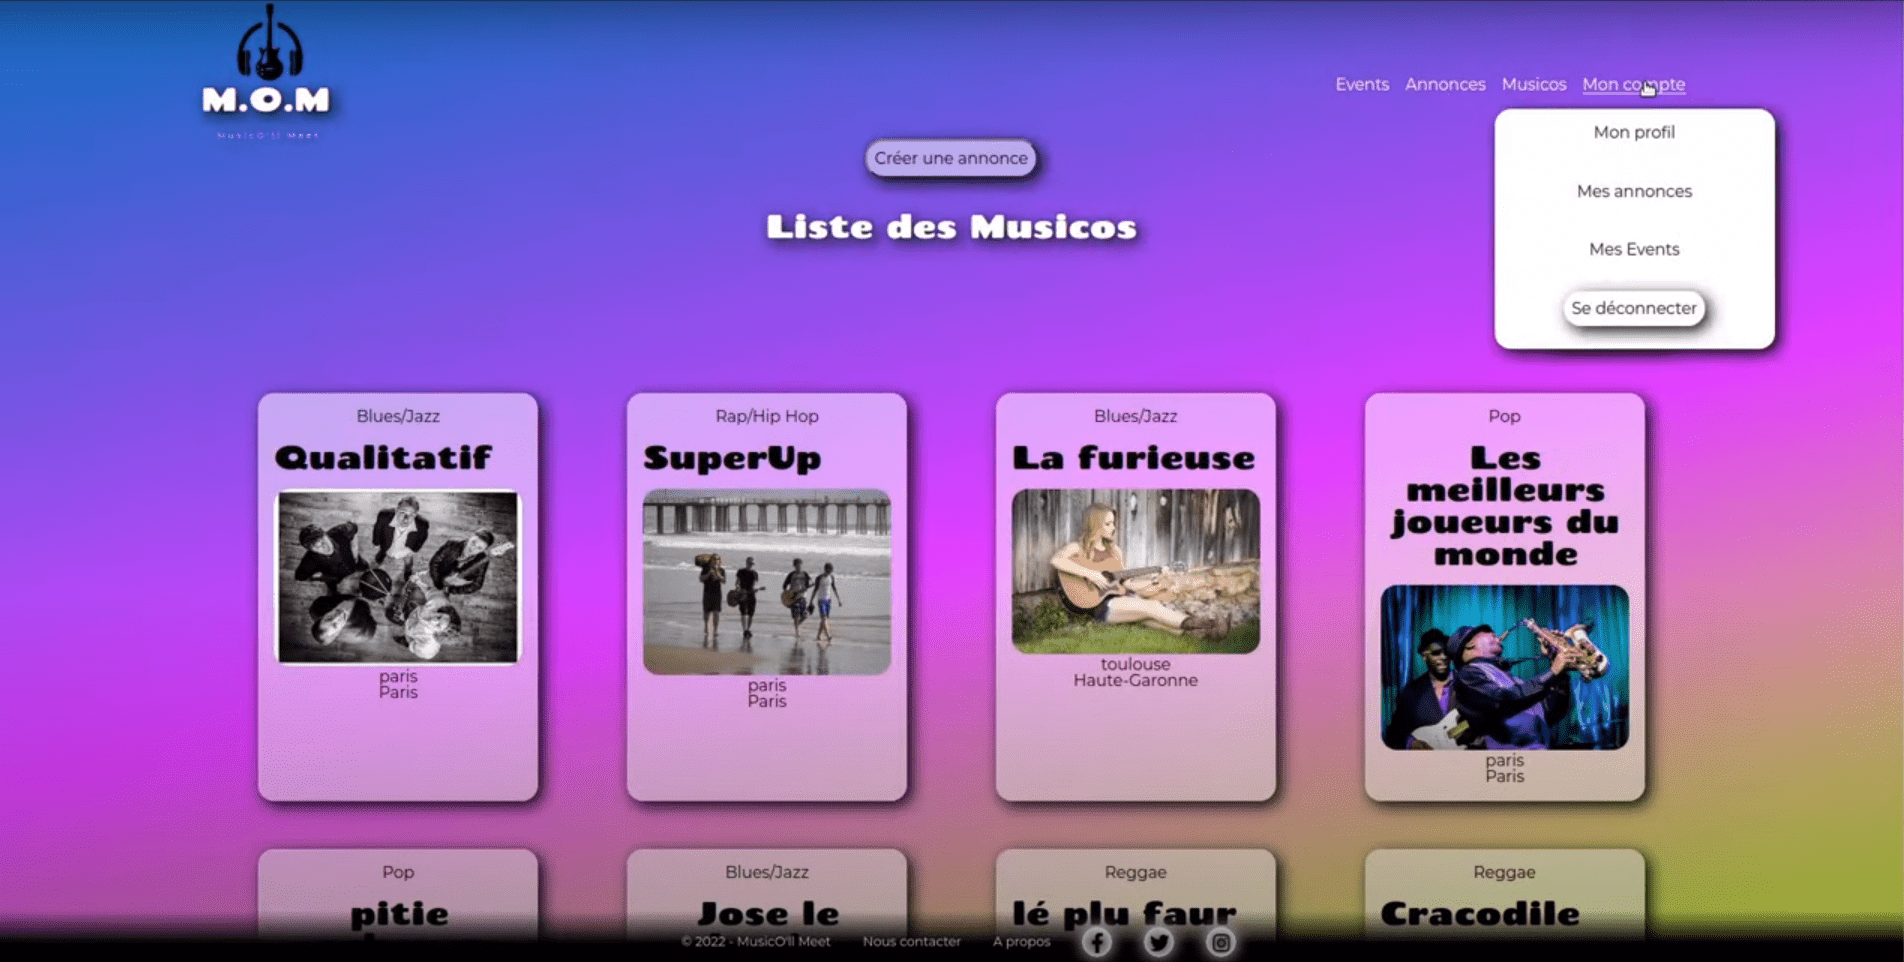 M.O.M
MusicO'll Meet
Events Annonces Musicos Mon compte
Mon profil
Mes annonces
Mes Events
Se déconnecter
Créer une annonce
Liste des Musicos
Blues/Jazz
Qualitatif
paris
Paris
Rap/Hip Hop
SuperUp
paris
Paris
Blues/Jazz
La furieuse
toulouse
Haute-Garonne
Pop
Les
meilleurs
joueurs du
monde
paris
Paris
Pop
pitie
Blues/Jazz
Jose le
Reggae
lé plu faur
Reggae
Cracodile
© 2022 - MusicO'll Meet Nous contacter A propos